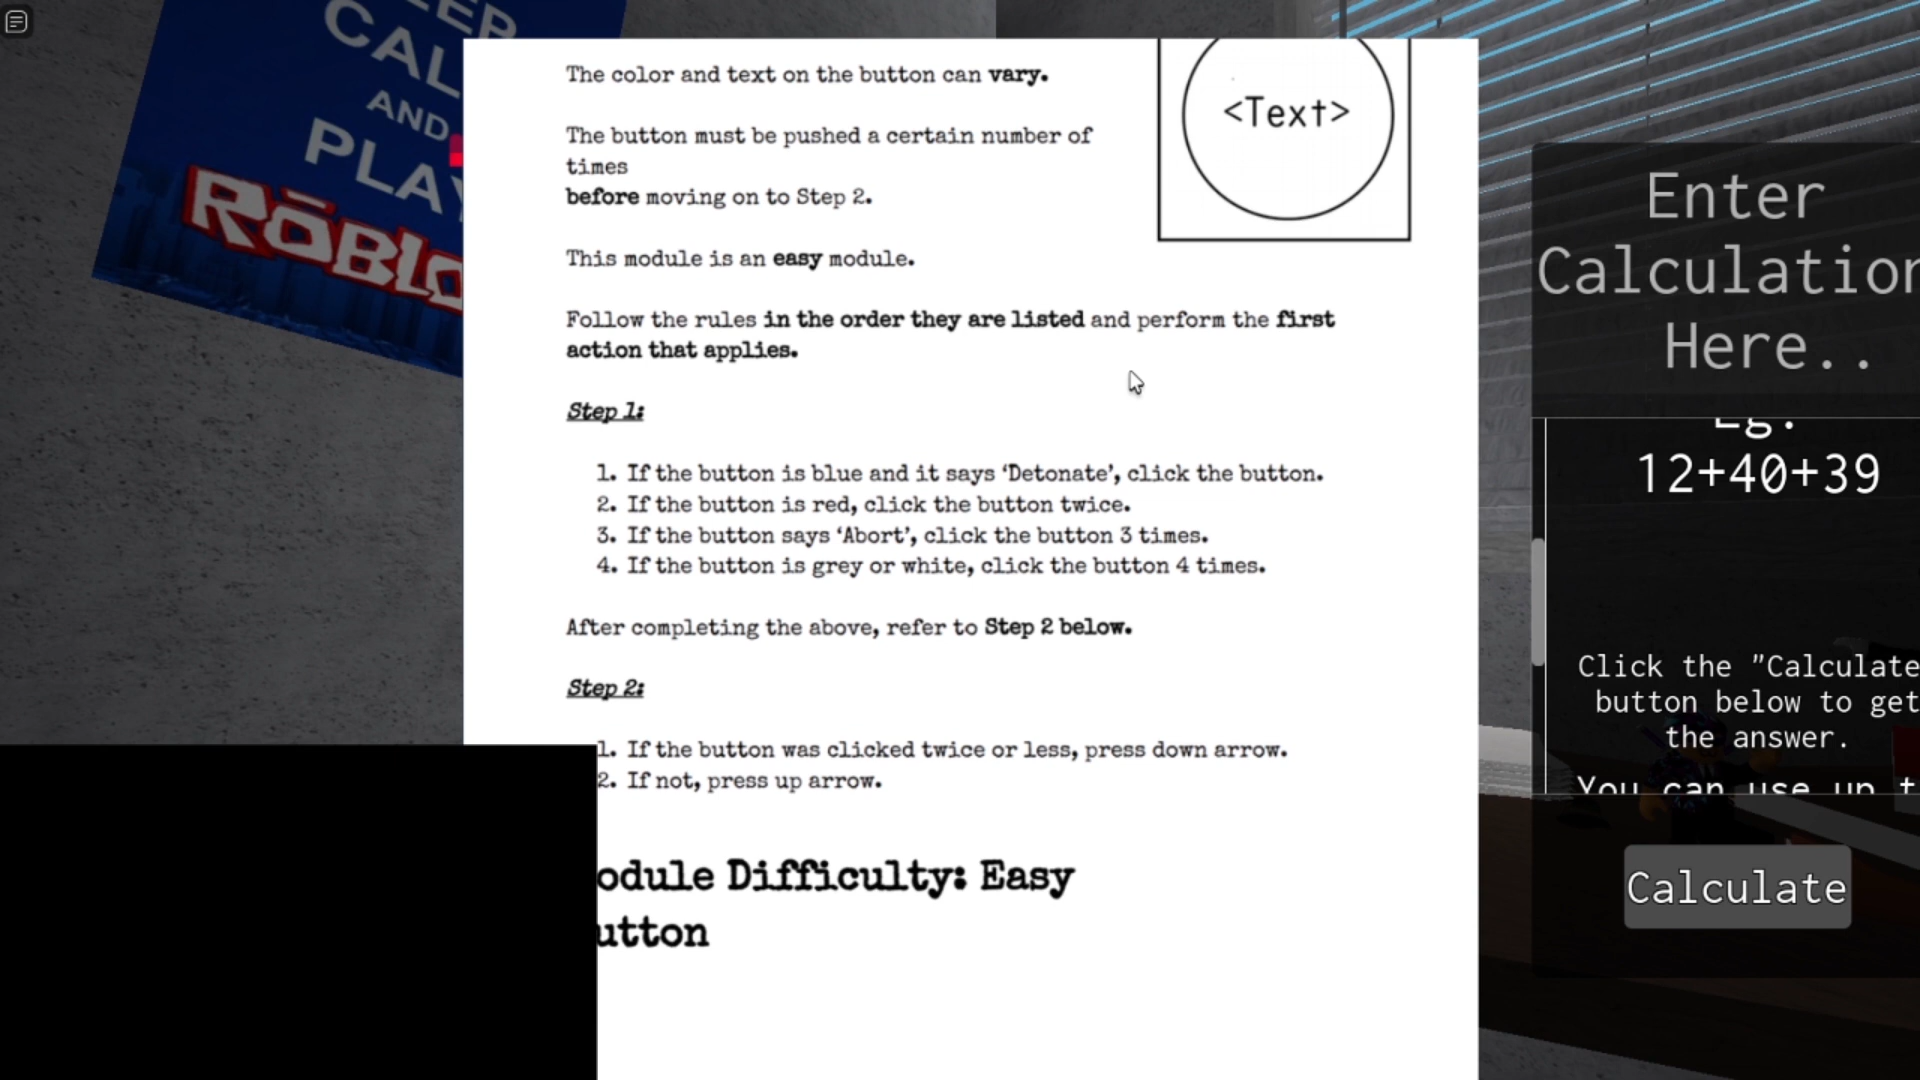 CAL
AND
PLAY
The color and text on the button can vary.
<Text>
The button must be pushed a certain number of
times
before moving on to Step 2.
This module is an easy module.
Follow the rules in the order they are listed and perform the first
action that applies.
Step 1:
1. If the button is blue and it says ‘Detonate’, click the button.
2. If the button is red, click the button twice.
3. If the button says ‘Abort’, click the button 3 times.
4. If the button is grey or white, click the button 4 times.
After completing the above, refer to Step 2 below.
Step 2:
1. If the button was clicked twice or less, press down arrow.
2. If not, press up arrow.
odule Difficulty: Easy
utton
Enter
Calculation
Here..
Eg.
12+40+39
Click the "Calculate
button below to get
the answer.
You can use up t
Calculate